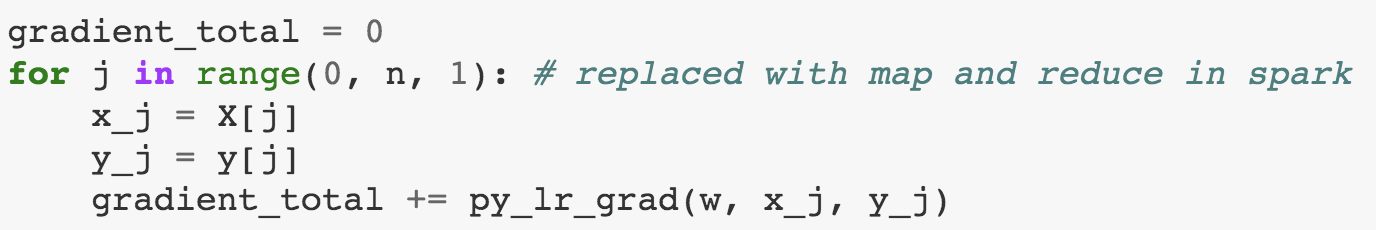 gradient_total = 0
for j in range(0, n, 1): # replaced with map and reduce in spark
    x_j = X[j]
    y_j = y[j]
    gradient_total += py_lr_grad(w, x_j, y_j)